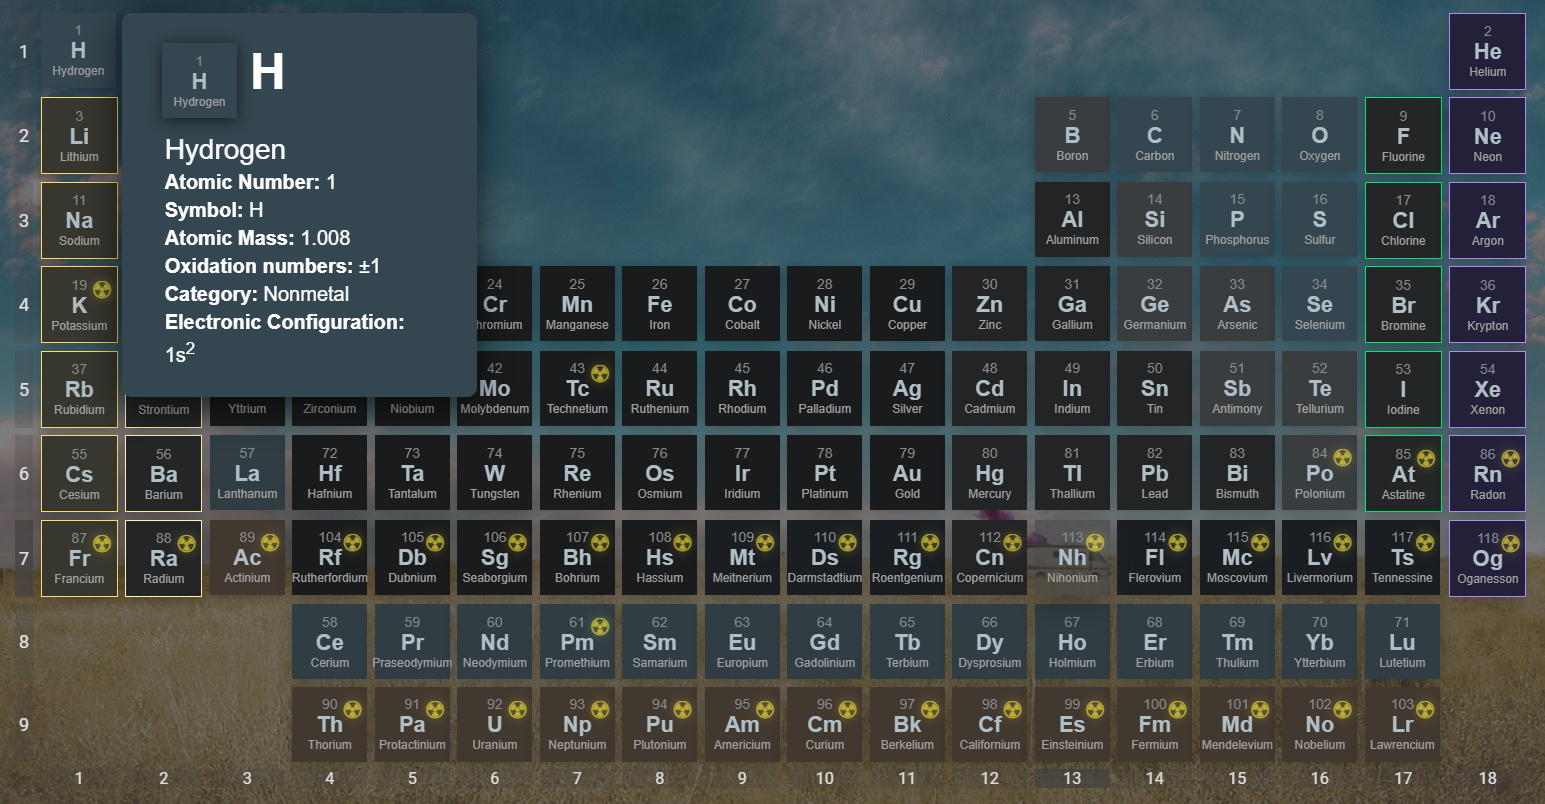 1
1
H
Hydrogen
1
H
Hydrogen
H
Hydrogen
Atomic Number: 1
Symbol: H
Atomic Mass: 1.008
Oxidation numbers: ±1
Category: Nonmetal
Electronic Configuration:
1s²
2
He
Helium
2
3 5 6 7 8 9 10
Li B C N O F Ne
Lithium Boron Carbon Nitrogen Oxygen Fluorine Neon
3
11 13 14 15 16 17 18
Na Al Si P S Cl Ar
Sodium Aluminum Silicon Phosphorus Sulfur Chlorine Argon
4
19 24 25 26 27 28 29 30 31 32 33 34 35 36
K Cr Mn Fe Co Ni Cu Zn Ga Ge As Se Br Kr
Potassium hromium Manganese Iron Cobalt Nickel Copper Zinc Gallium Germanium Arsenic Selenium Bromine Krypton
5
37 42 43 44 45 46 47 48 49 50 51 52 53 54
Rb Mo Tc Ru Rh Pd Ag Cd In Sn Sb Te I Xe
Rubidium Strontium Yttrium Zirconium Niobium Molybdenum Technetium Ruthenium Rhodium Palladium Silver Cadmium Indium Tin Antimony Tellurium Iodine Xenon
6
55 56 57 72 73 74 75 76 77 78 79 80 81 82 83 84 85 86
Cs Ba La Hf Ta W Re Os Ir Pt Au Hg Tl Pb Bi Po At Rn
Cesium Barium Lanthanum Hafnium Tantalum Tungsten Rhenium Osmium Iridium Platinum Gold Mercury Thallium Lead Bismuth Polonium Astatine Radon
7
87 88 89 104 105 106 107 108 109 110 111 112 113 114 115 116 117 118
Fr Ra Ac Rf Db Sg Bh Hs Mt Ds Rg Cn Nh Fl Mc Lv Ts Og
Francium Radium Actinium Rutherfordium Dubnium Seaborgium Bohrium Hassium Meitnerium Darmstadtium Roentgenium Copernicium Nihonium Flerovium Moscovium Livermorium Tennessine Oganesson
8
58 59 60 61 62 63 64 65 66 67 68 69 70 71
Ce Pr Nd Pm Sm Eu Gd Tb Dy Ho Er Tm Yb Lu
Cerium Praseodymium Neodymium Promethium Samarium Europium Gadolinium Terbium Dysprosium Holmium Erbium Thulium Ytterbium Lutetium
9
90 91 92 93 94 95 96 97 98 99 100 101 102 103
Th Pa U Np Pu Am Cm Bk Cf Es Fm Md No Lr
Thorium Protactinium Uranium Neptunium Plutonium Americium Curium Berkelium Californium Einsteinium Fermium Mendelevium Nobelium Lawrencium
1 2 3 4 5 6 7 8 9 10 11 12 13 14 15 16 17 18